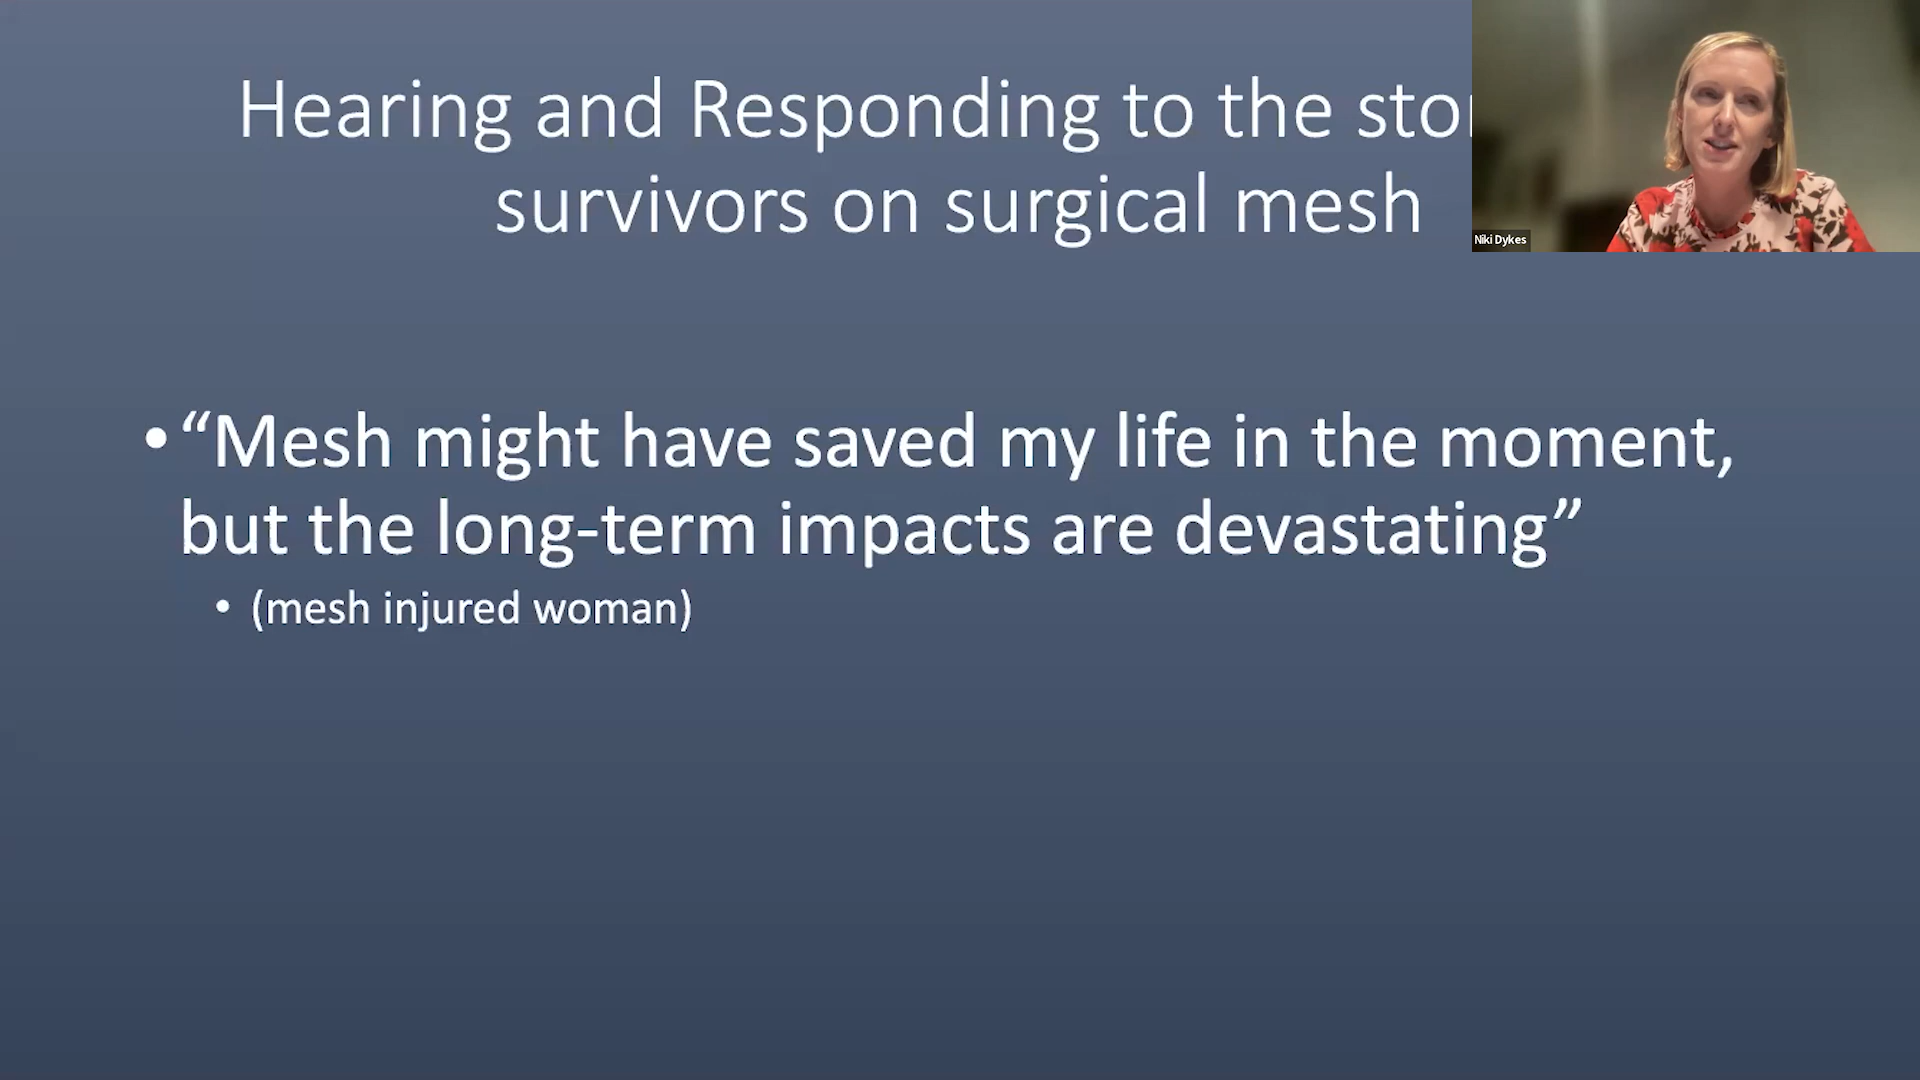 Hearing and Responding to the
survivors on surgical mesh
Niki Dykes
• “Mesh might have saved my life in the moment,
but the long-term impacts are devastating”
• (mesh injured woman)